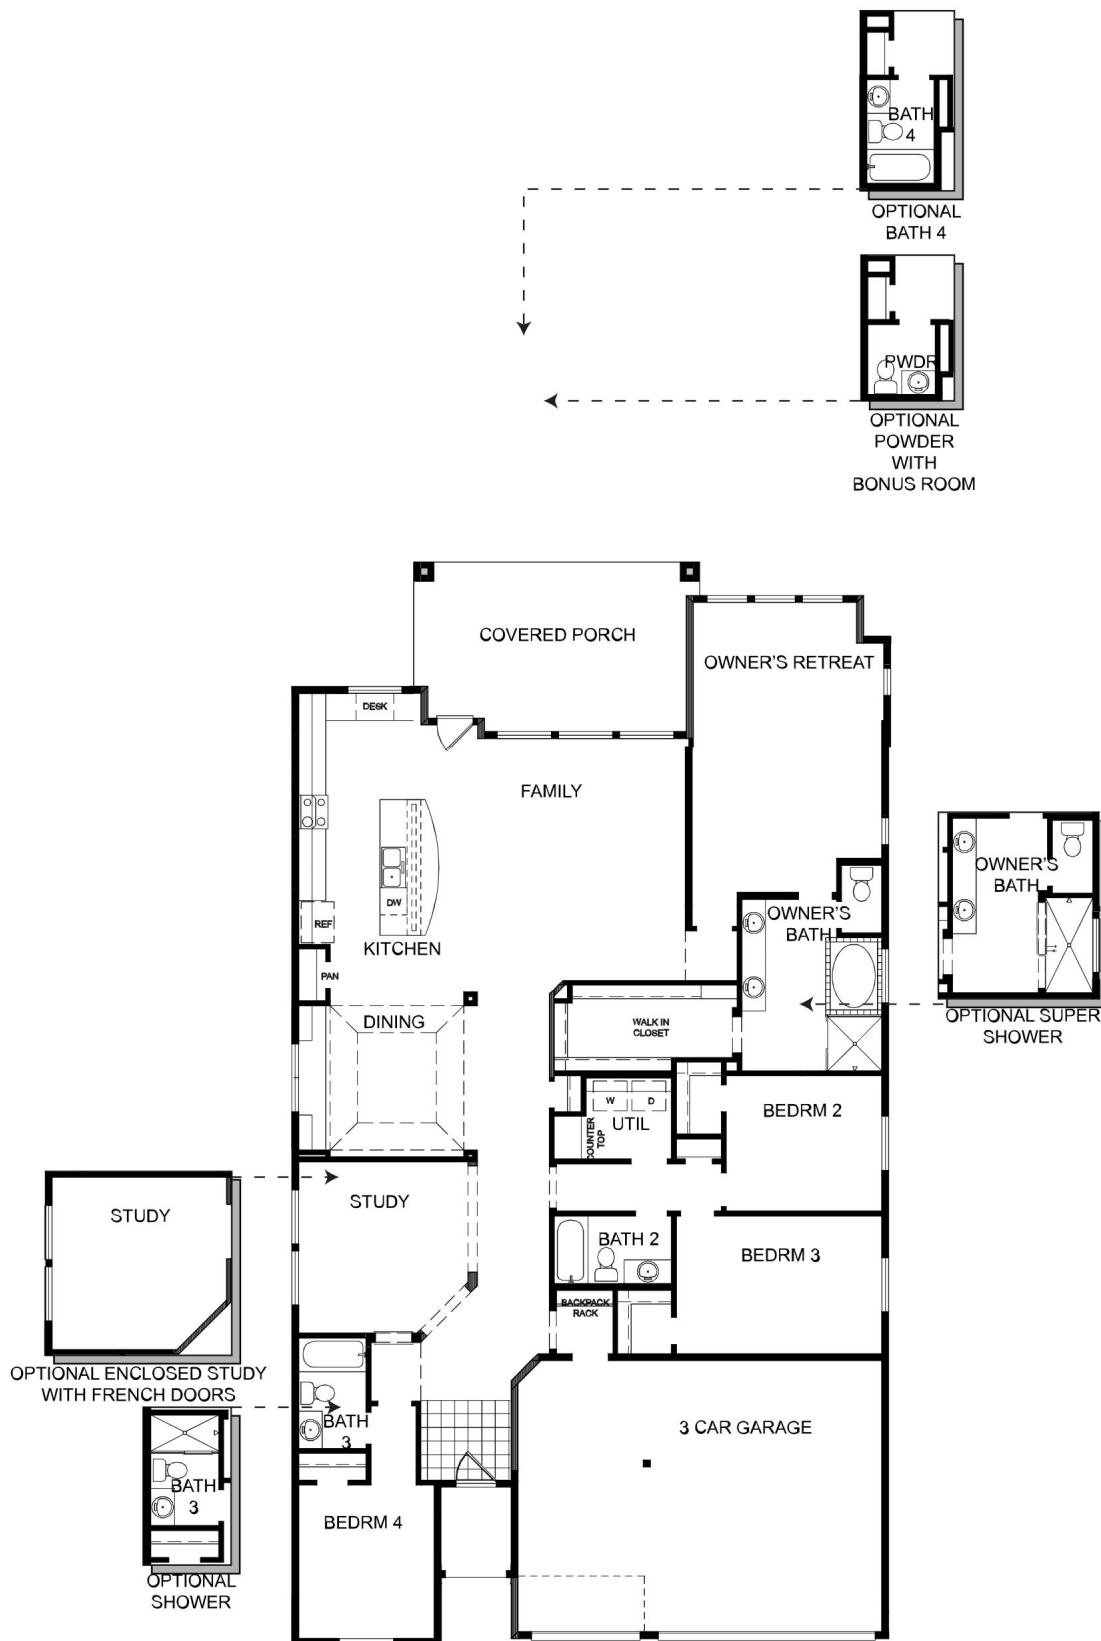 BATH
4
OPTIONAL
BATH 4
PWDR
OPTIONAL
POWDER
WITH
BONUS ROOM
COVERED PORCH
OWNER'S RETREAT
DESK
FAMILY
DW
REF
KITCHEN
PAN
OWNER'S
BATH
OWNER'S
BATH
OPTIONAL SUPER
SHOWER
DINING
WALK IN
CLOSET
W
D
UTIL
COUNTER
TOP
BEDRM 2
STUDY
STUDY
OPTIONAL ENCLOSED STUDY
WITH FRENCH DOORS
BATH 2
BEDRM 3
BACKPACK
RACK
BATH
3
3 CAR GARAGE
BATH
3
OPTIONAL
SHOWER
BEDRM 4